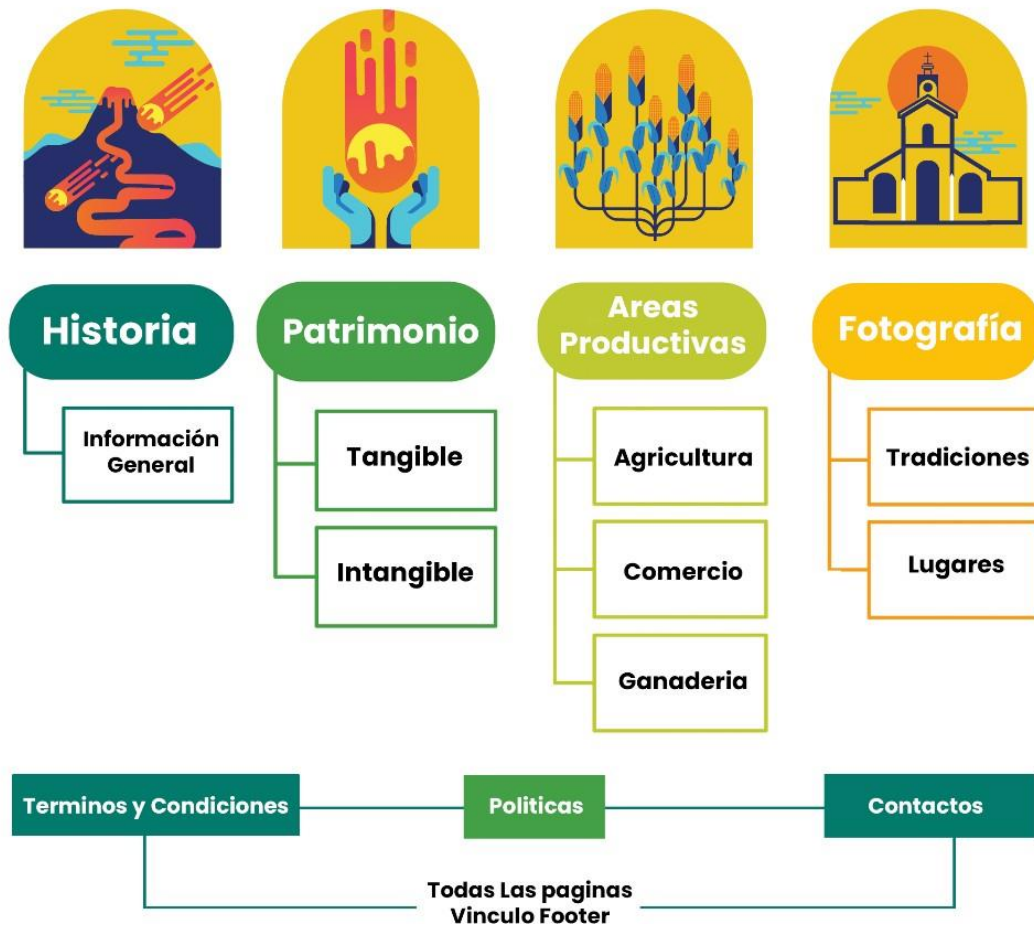 Historia
Información
General
Patrimonio
Tangible
Intangible
Areas
Productivas
Agricultura
Comercio
Ganaderia
Fotografía
Tradiciones
Lugares
Terminos y Condiciones
Politicas
Contactos
Todas Las paginas
Vinculo Footer